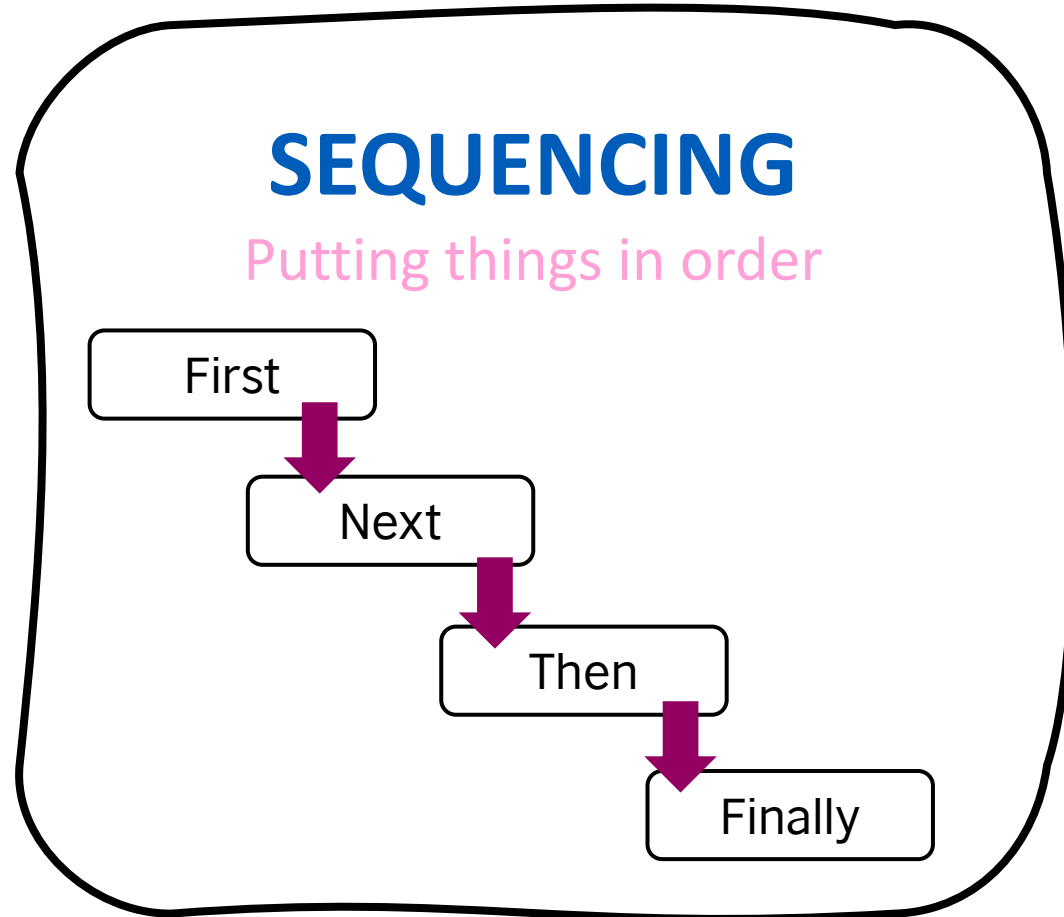 SEQUENCING
Putting things in order
First
Next
Then
Finally